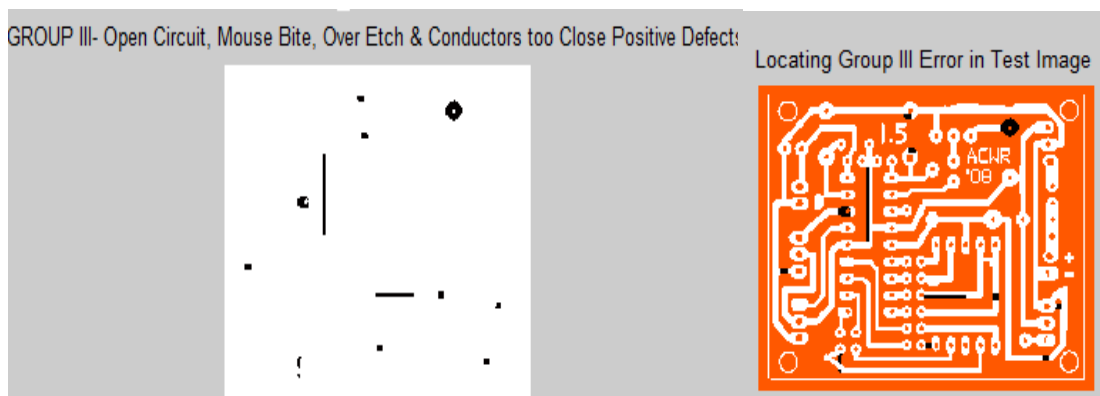 GROUP III- Open Circuit, Mouse Bite, Over Etch & Conductors too Close Positive Defects
Locating Group III Error in Test Image
1.5
ACWR
'08
+
-